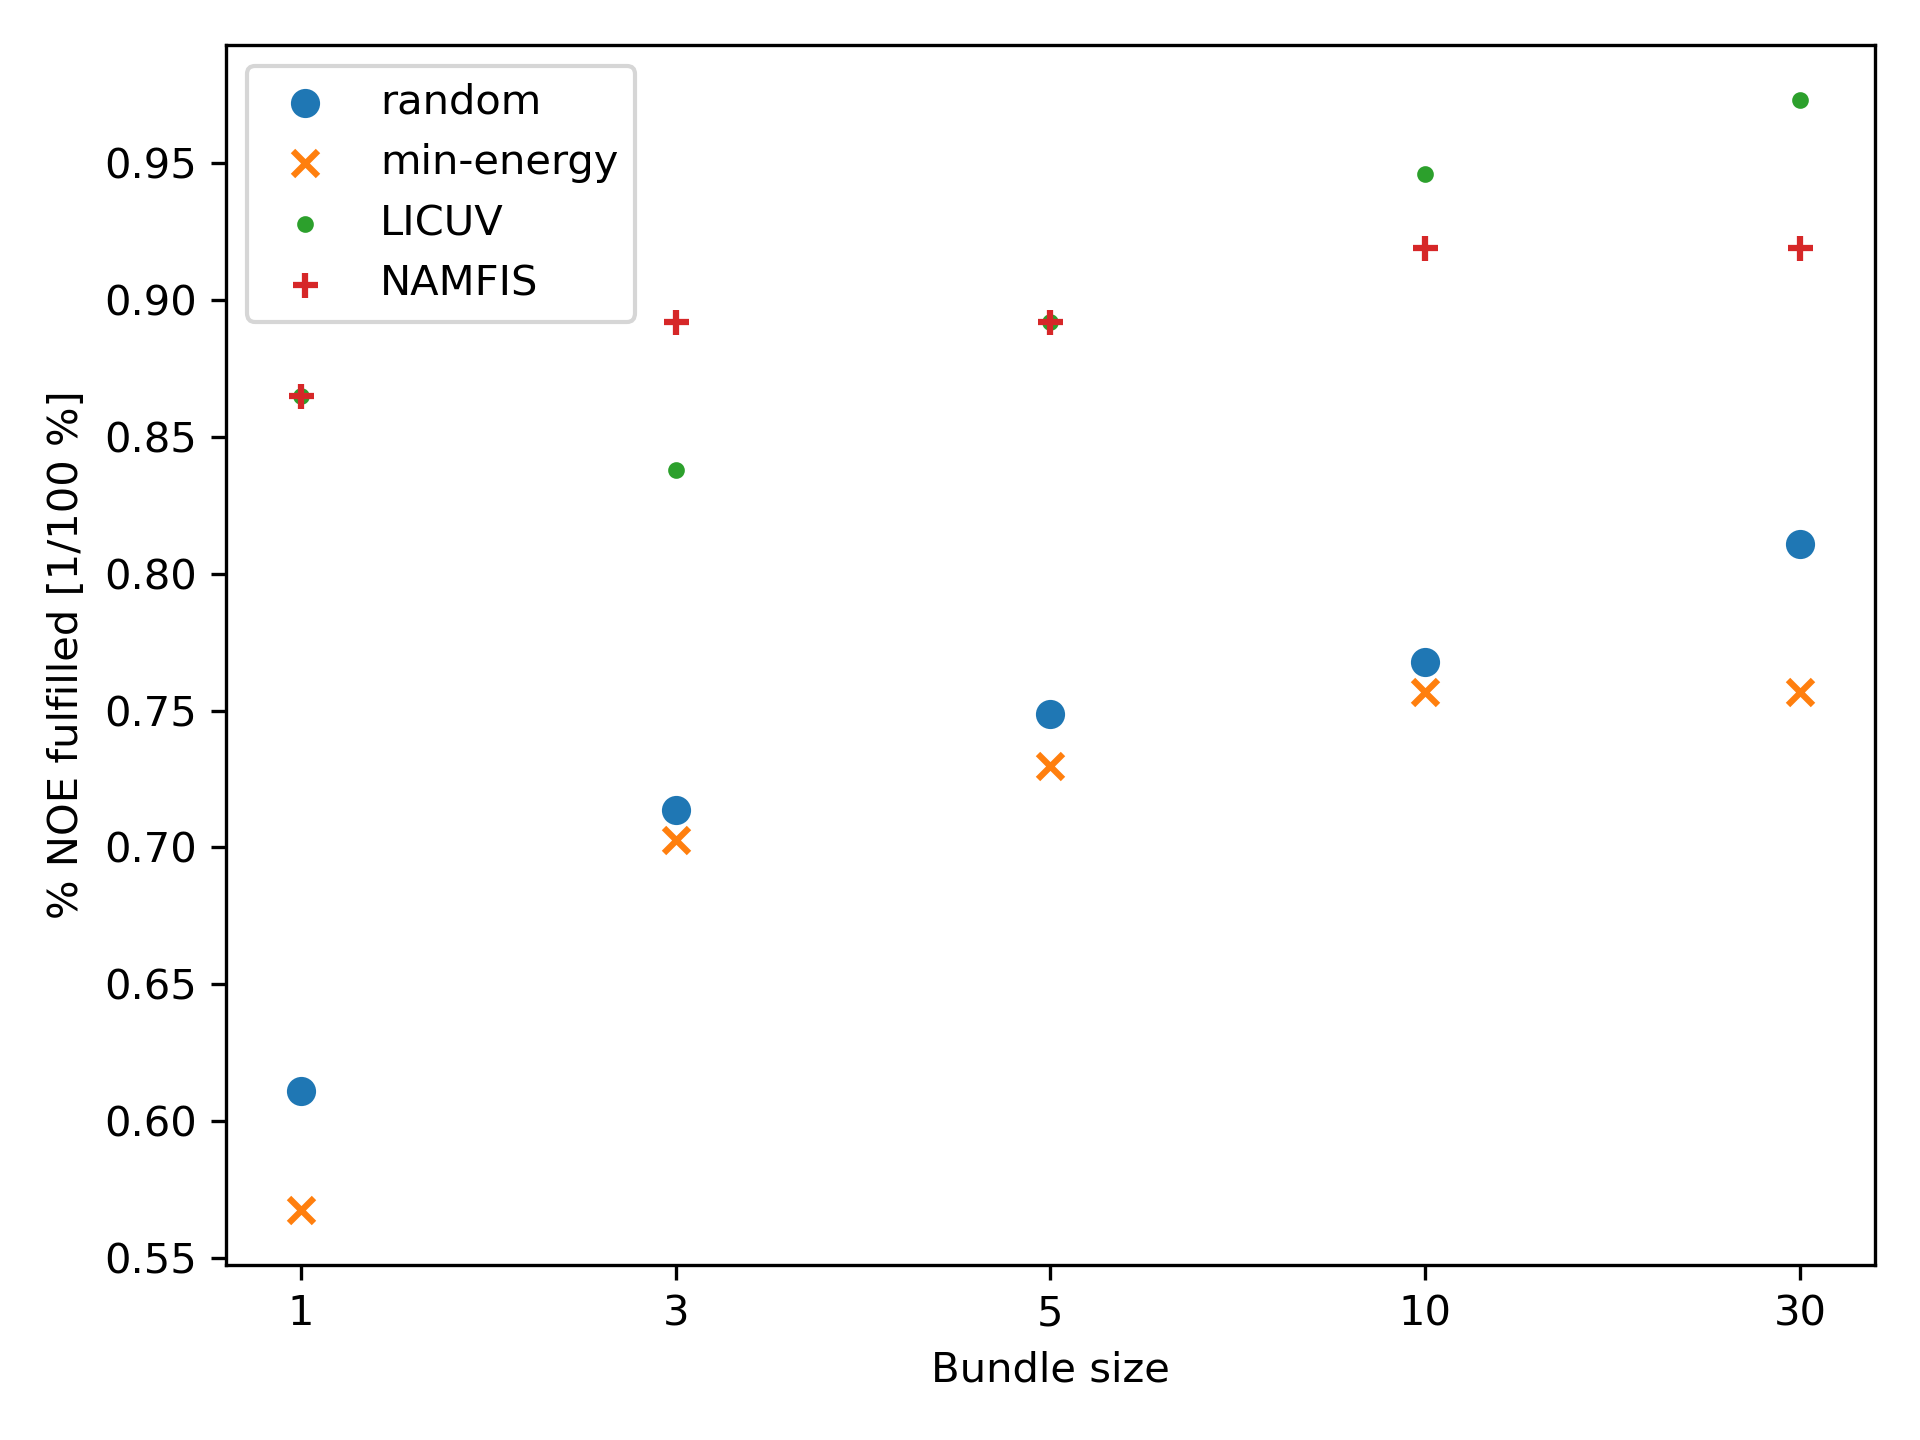 random
min-energy
LICUV
NAMFIS
0.95
0.90
0.85
0.80
0.75
0.70
0.65
0.60
0.55
% NOE fulfilled [1/100 %]
1 3 5 10 30
Bundle size